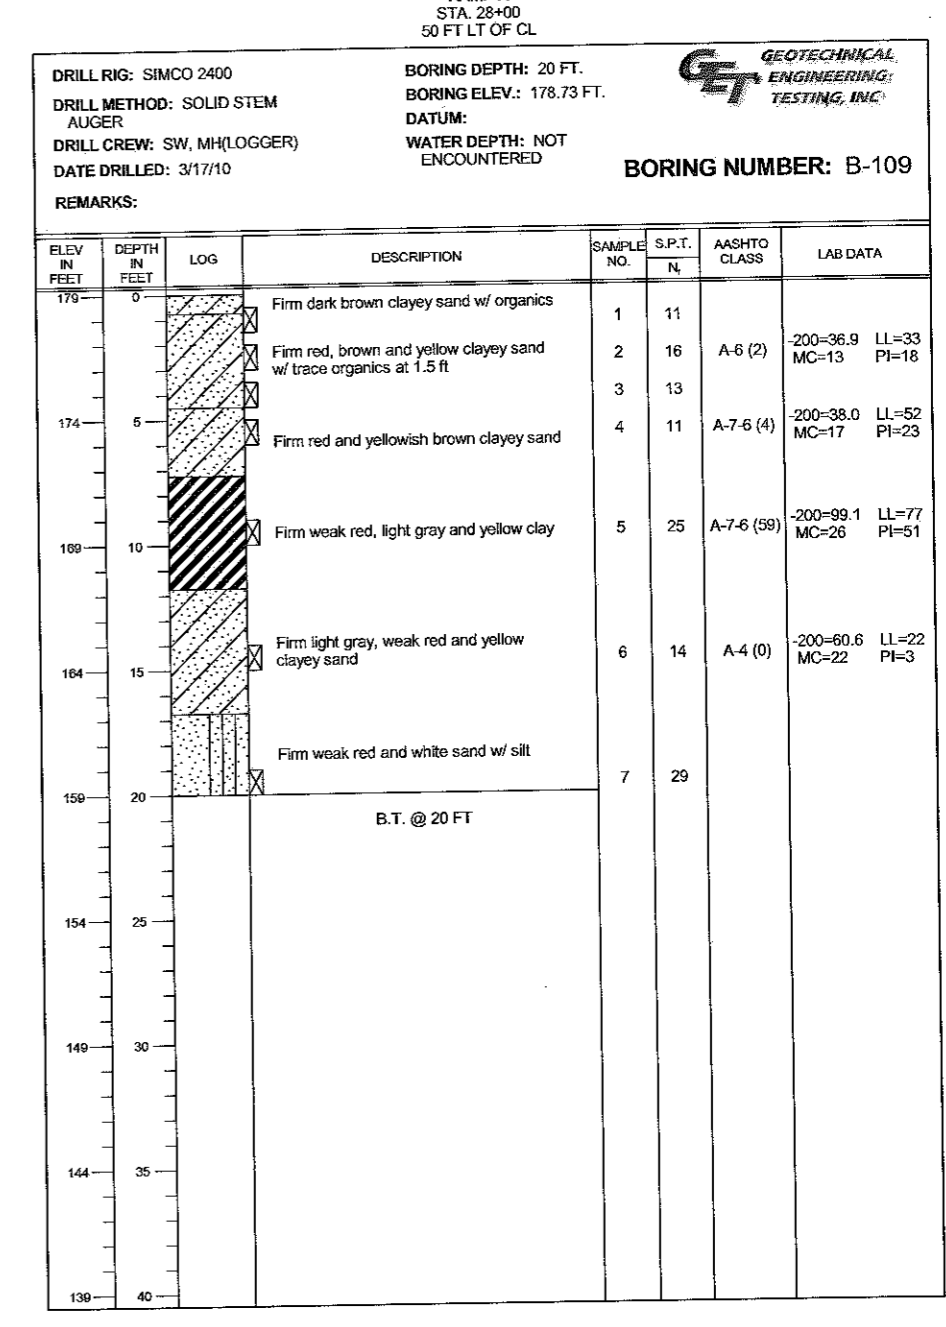 STA. 28+00
50 FT LT OF CL
DRILL RIG: SIMCO 2400
DRILL METHOD: SOLID STEM
AUGER
DRILL CREW: SW, MH(LOGGER)
DATE DRILLED: 3/17/10
REMARKS:
BORING DEPTH: 20 FT.
BORING ELEV.: 178.73 FT.
DATUM:
WATER DEPTH: NOT
ENCOUNTERED
GET
GEOTECHNICAL
ENGINEERING
TESTING, INC
BORING NUMBER: B-109
ELEV IN FEET
DEPTH IN FEET
LOG
DESCRIPTION
SAMPLE NO.
S.P.T.
Nr
AASHTO CLASS
LAB DATA
179 0
Firm dark brown clayey sand w/ organics
1 11
Firm red, brown and yellow clayey sand
w/ trace organics at 1.5 ft
2 16 A-6 (2) -200=36.9 LL=33
MC=13 PI=18
3 13
174 5
4 11 A-7-6 (4) -200=38.0 LL=52
MC=17 PI=23
Firm red and yellowish brown clayey sand
Firm weak red, light gray and yellow clay
5 25 A-7-6 (59) -200=99.1 LL=77
MC=26 PI=51
169 10
Firm light gray, weak red and yellow
clayey sand
6 14 A-4 (0) -200=60.6 LL=22
MC=22 PI=3
164 15
Firm weak red and white sand w/ silt
7 29
159 20
B.T. @ 20 FT
154 25
149 30
144 35
139 40